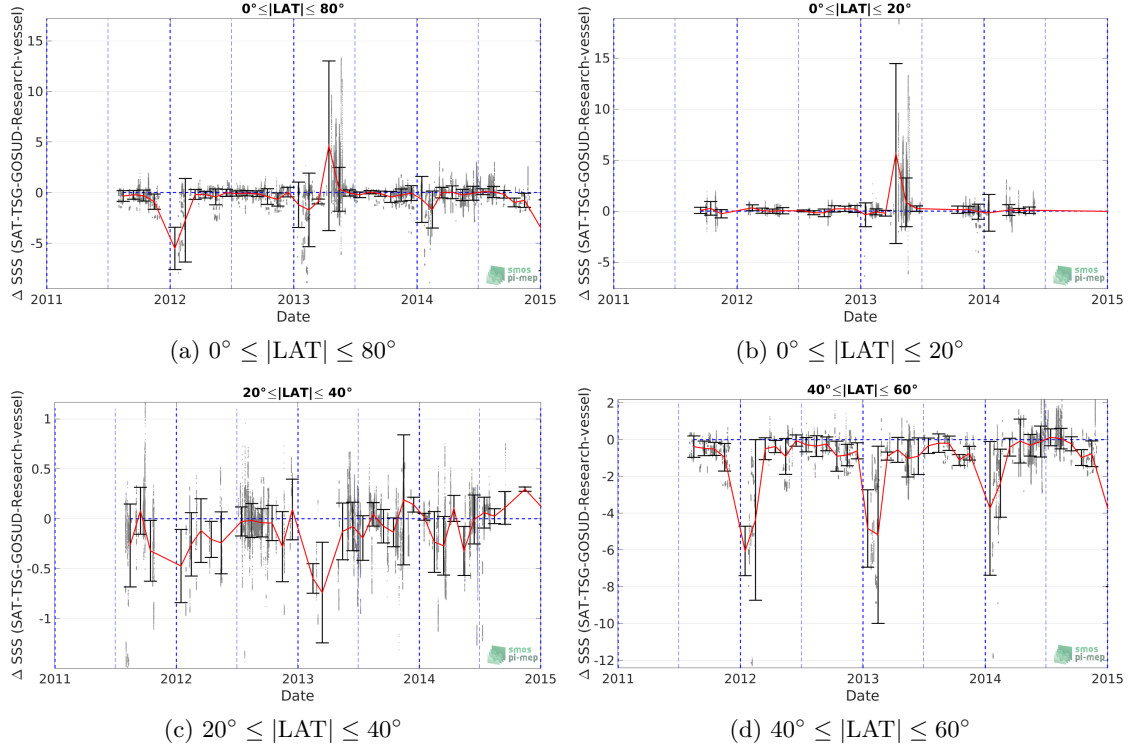 0°≤|LAT|≤ 80°
Δ SSS (SAT-TSG-GOSUD-Research-vessel)
15
10
5
0
-5
2011
2012
2013
2014
2015
Date
smos
pi-mep
(a) 0° ≤ |LAT| ≤ 80°
0°≤|LAT|≤ 20°
Δ SSS (SAT-TSG-GOSUD-Research-vessel)
15
10
5
0
-5
2011
2012
2013
2014
2015
Date
smos
pi-mep
(b) 0° ≤ |LAT| ≤ 20°
20°≤|LAT|≤ 40°
Δ SSS (SAT-TSG-GOSUD-Research-vessel)
1
0.5
0
-0.5
-1
2011
2012
2013
2014
2015
Date
smos
pi-mep
(c) 20° ≤ |LAT| ≤ 40°
40°≤|LAT|≤ 60°
Δ SSS (SAT-TSG-GOSUD-Research-vessel)
2
0
-2
-4
-6
-8
-10
-12
2011
2012
2013
2014
2015
Date
smos
pi-mep
(d) 40° ≤ |LAT| ≤ 60°